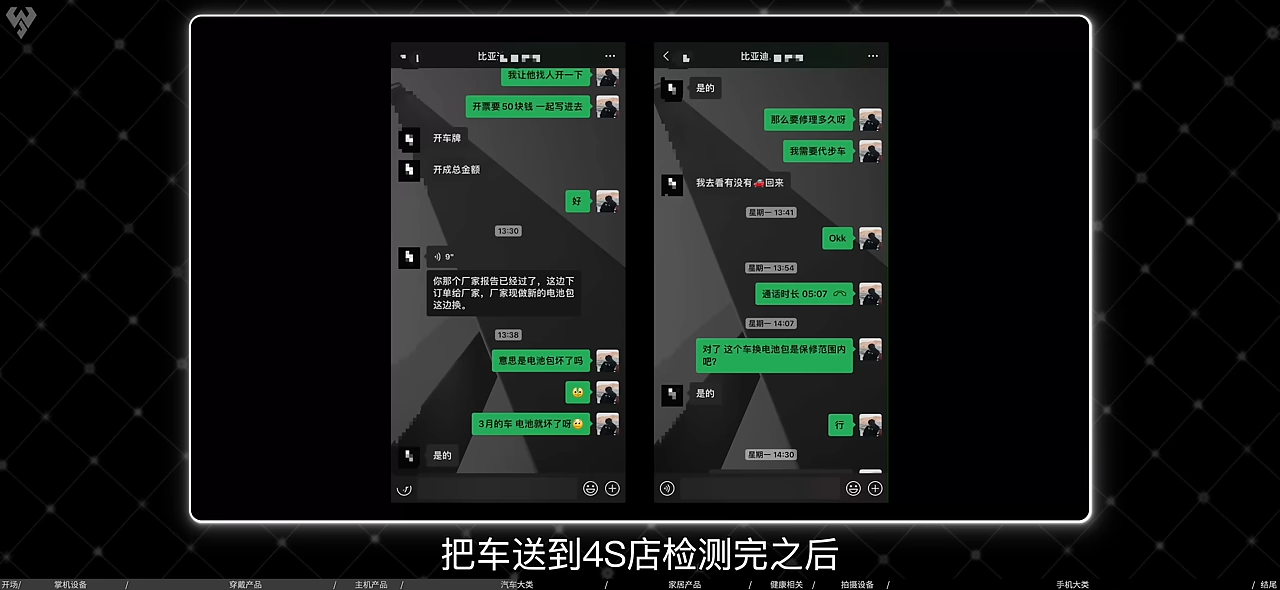 比亚
我让他找人开一下
开票要50块钱 一起写进去
开车牌
开成总金额
好
13:30
9"
你那个厂家报告已经过了，这边下
订单给厂家，厂家现做新的电池包
这边换。
13:38
意思是电池包坏了吗
3月的车 电池就坏了呀
是的
比亚迪
是的
那么要修理多久呀
我需要代步车
我去看有没有🚗回来
星期一 13:41
Okk
星期一 13:54
通话时长 05:07
星期一 14:07
对了 这个车换电池包是保修范围内
吧?
是的
行
星期一 14:30
把车送到4S店检测完之后
开场/ 掌机设备 / 穿戴产品 / 主机产品 / 汽车大类 / 家居产品 / 健康相关 / 拍摄设备 / 手机大类 / 结尾